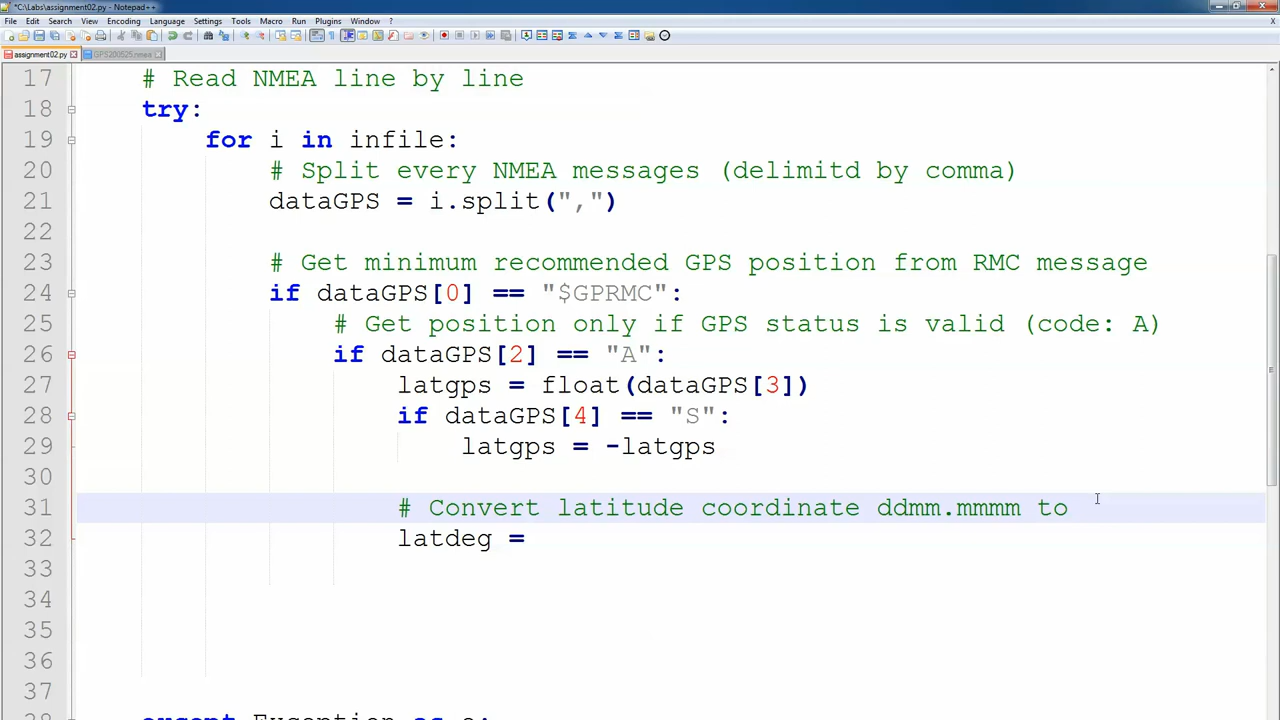 *C:\Labs\assignment02.py - Notepad++
File Edit Search View Encoding Language Settings Tools Macro Run Plugins Window ? X
assignment02.py GPS200525.nmea
17 # Read NMEA line by line
18 try:
19 for i in infile:
20 # Split every NMEA messages (delimitd by comma)
21 dataGPS = i.split(",")
22
23 # Get minimum recommended GPS position from RMC message
24 if dataGPS[0] == "$GPRMC":
25 # Get position only if GPS status is valid (code: A)
26 if dataGPS[2] == "A":
27 latgps = float(dataGPS[3])
28 if dataGPS[4] == "S":
29 latgps = -latgps
30
31 # Convert latitude coordinate ddmm.mmmm to
32 latdeg =
33
34
35
36
37
except Exception as e: